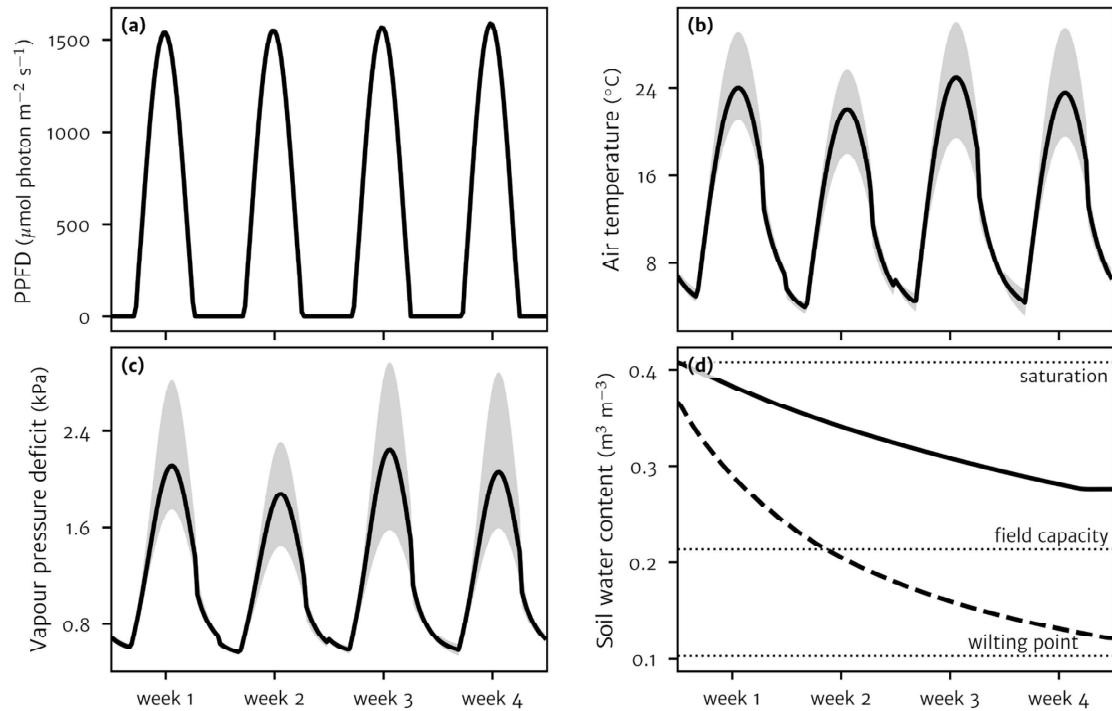 (a)
PPFD (μmol photon m−2 s−1)
1500
1000
500
0
(b)
Air temperature (°C)
24
16
8
(c)
Vapour pressure deficit (kPa)
2.4
1.6
0.8
week 1
week 2
week 3
week 4
(d)
Soil water content (m3 m−3)
0.4
0.3
0.2
0.1
saturation
field capacity
wilting point
week 1
week 2
week 3
week 4